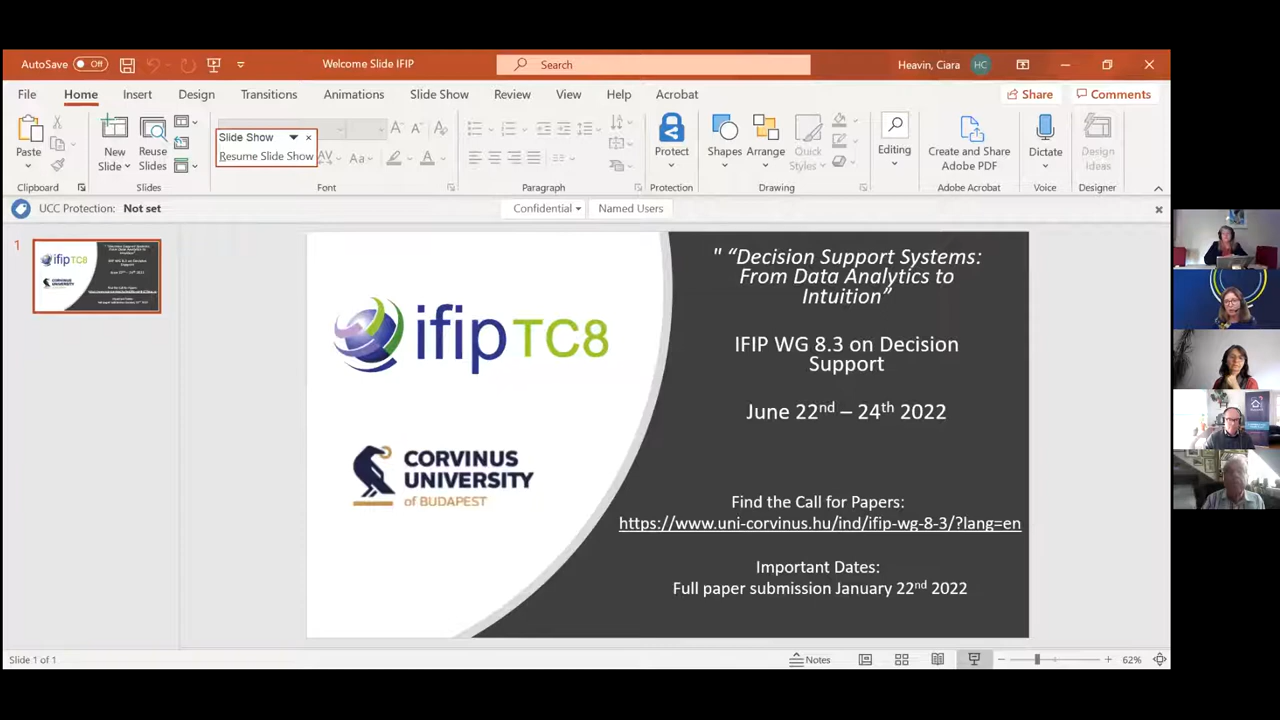 AutoSave Off
Welcome Slide IFIP
Search
Heavin, Ciara HC
File Home Insert Design Transitions Animations Slide Show Review View Help Acrobat Share Comments
Slide Show
Resume Slide Show
Paste
New Slide
Reuse Slides
Aa
Protect
Shapes
Arrange
Quick Styles
Editing
Create and Share Adobe PDF
Dictate
Design Ideas
Clipboard Slides Font Paragraph Protection Drawing Adobe Acrobat Voice Designer
UCC Protection: Not set Confidential Named Users
1
ifip TC8
CORVINUS
UNIVERSITY
of BUDAPEST
" “Decision Support Systems:
From Data Analytics to
Intuition”
IFIP WG 8.3 on Decision
Support
June 22nd – 24th 2022
Find the Call for Papers:
https://www.uni-corvinus.hu/ind/ifip-wg-8-3/?lang=en
Important Dates:
Full paper submission January 22nd 2022
Slide 1 of 1
Notes
62%